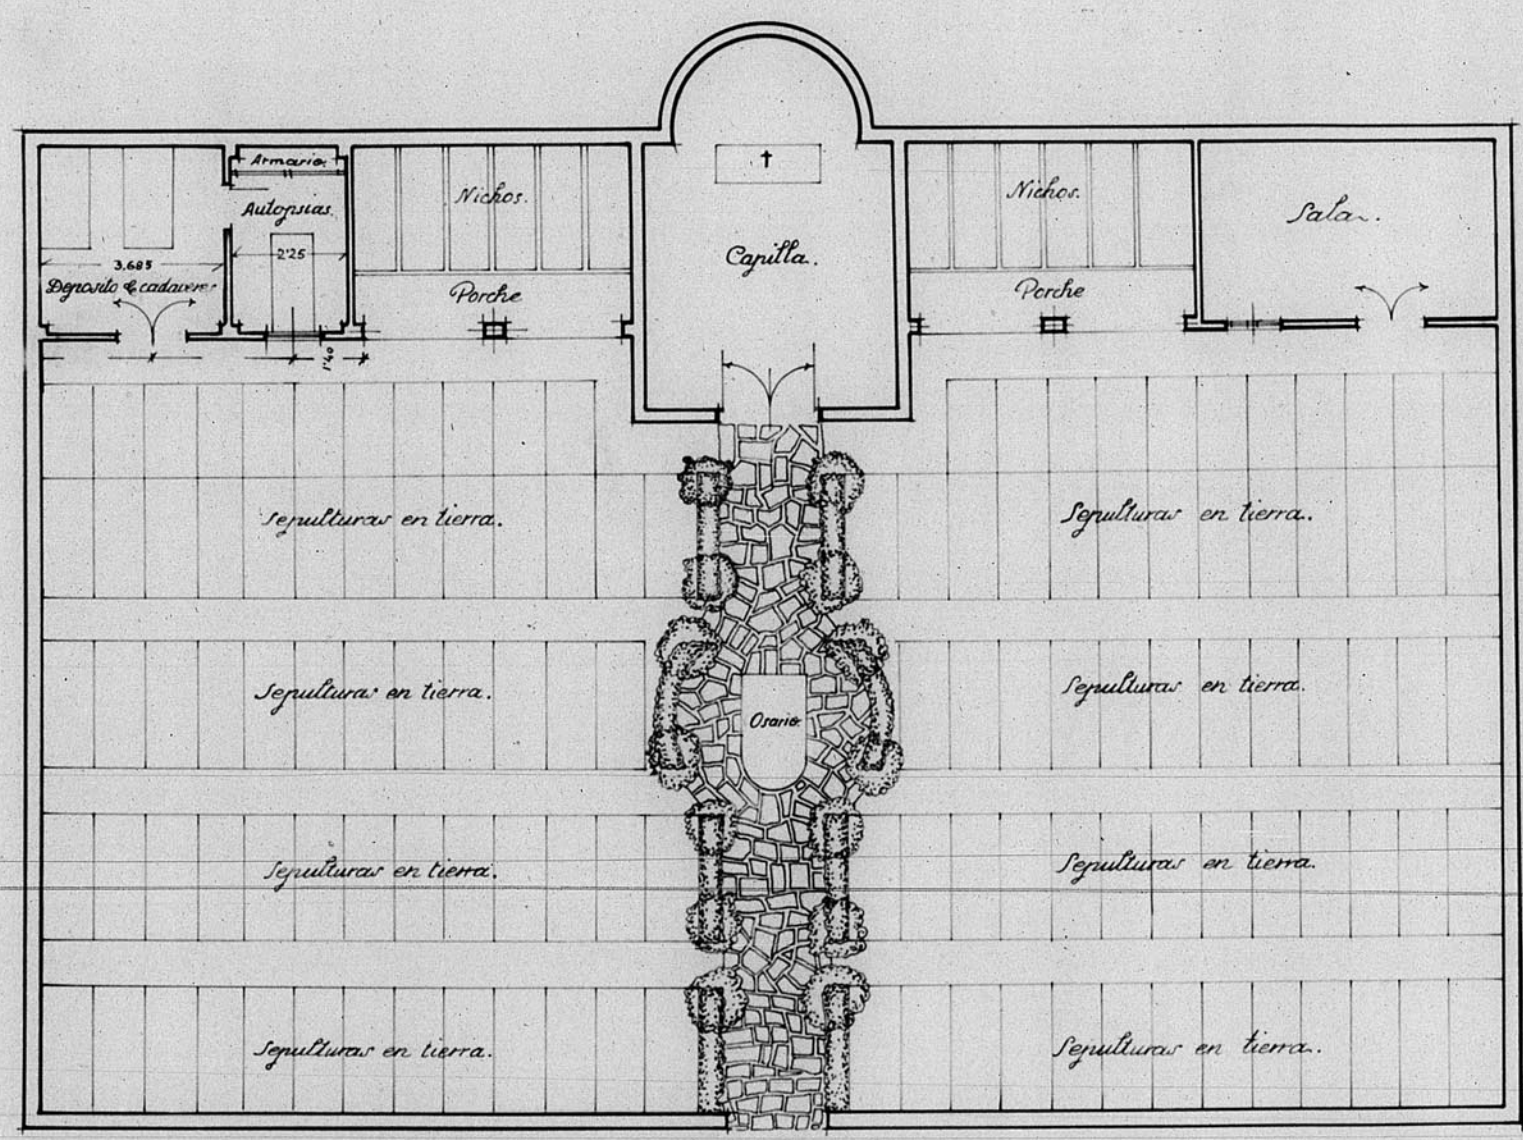 Armario.
Autopsias.
2'25
3.685
Deposito de cadaveres
1'40
Nichos.
Porche
Capilla.
Nichos.
Porche
Sala.
Sepulturas en tierra.
Sepulturas en tierra.
Sepulturas en tierra.
Sepulturas en tierra.
Osario
Sepulturas en tierra.
Sepulturas en tierra.
Sepulturas en tierra.
Sepulturas en tierra.